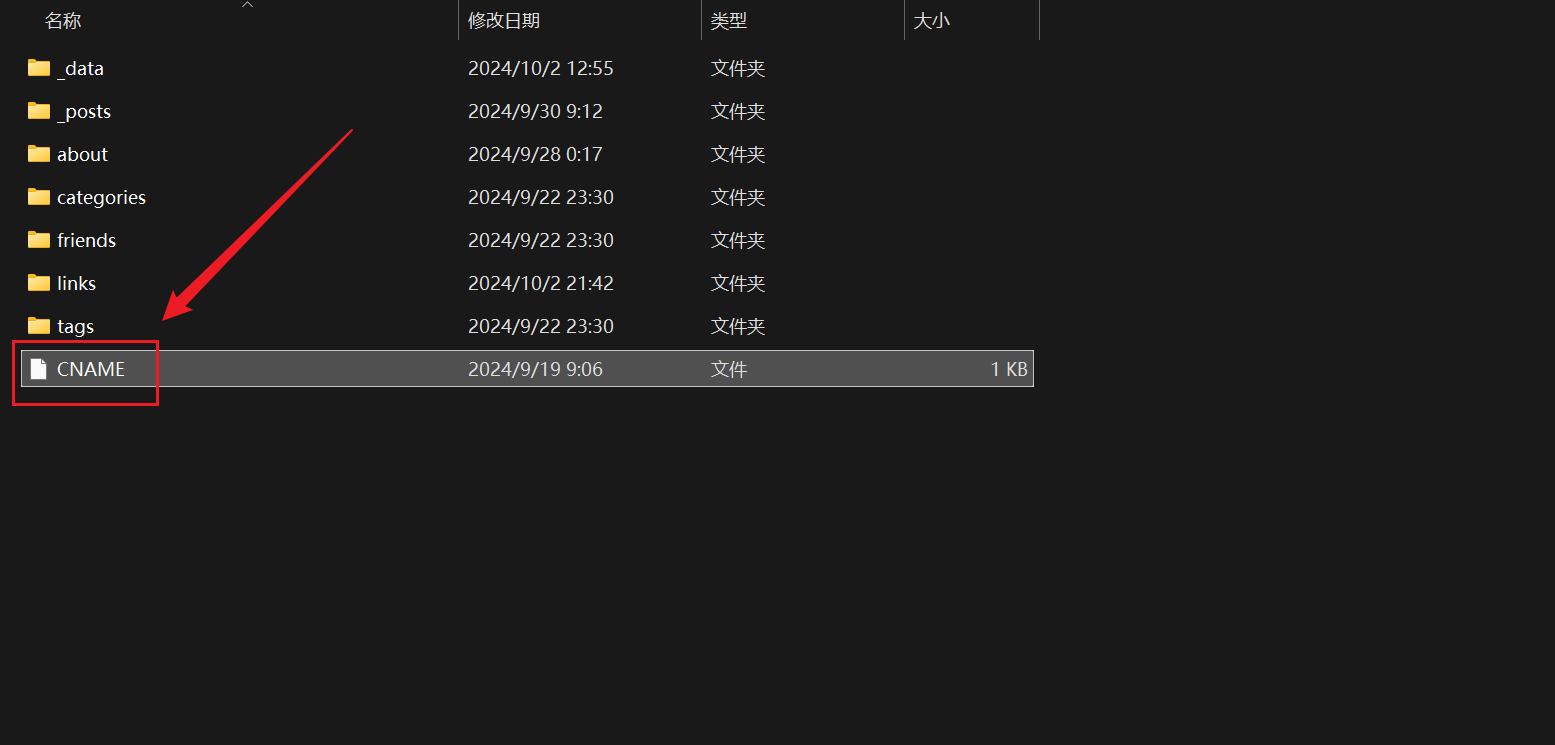 名称 修改日期 类型 大小
_data 2024/10/2 12:55 文件夹
_posts 2024/9/30 9:12 文件夹
about 2024/9/28 0:17 文件夹
categories 2024/9/22 23:30 文件夹
friends 2024/9/22 23:30 文件夹
links 2024/10/2 21:42 文件夹
tags 2024/9/22 23:30 文件夹
CNAME 2024/9/19 9:06 文件 1 KB